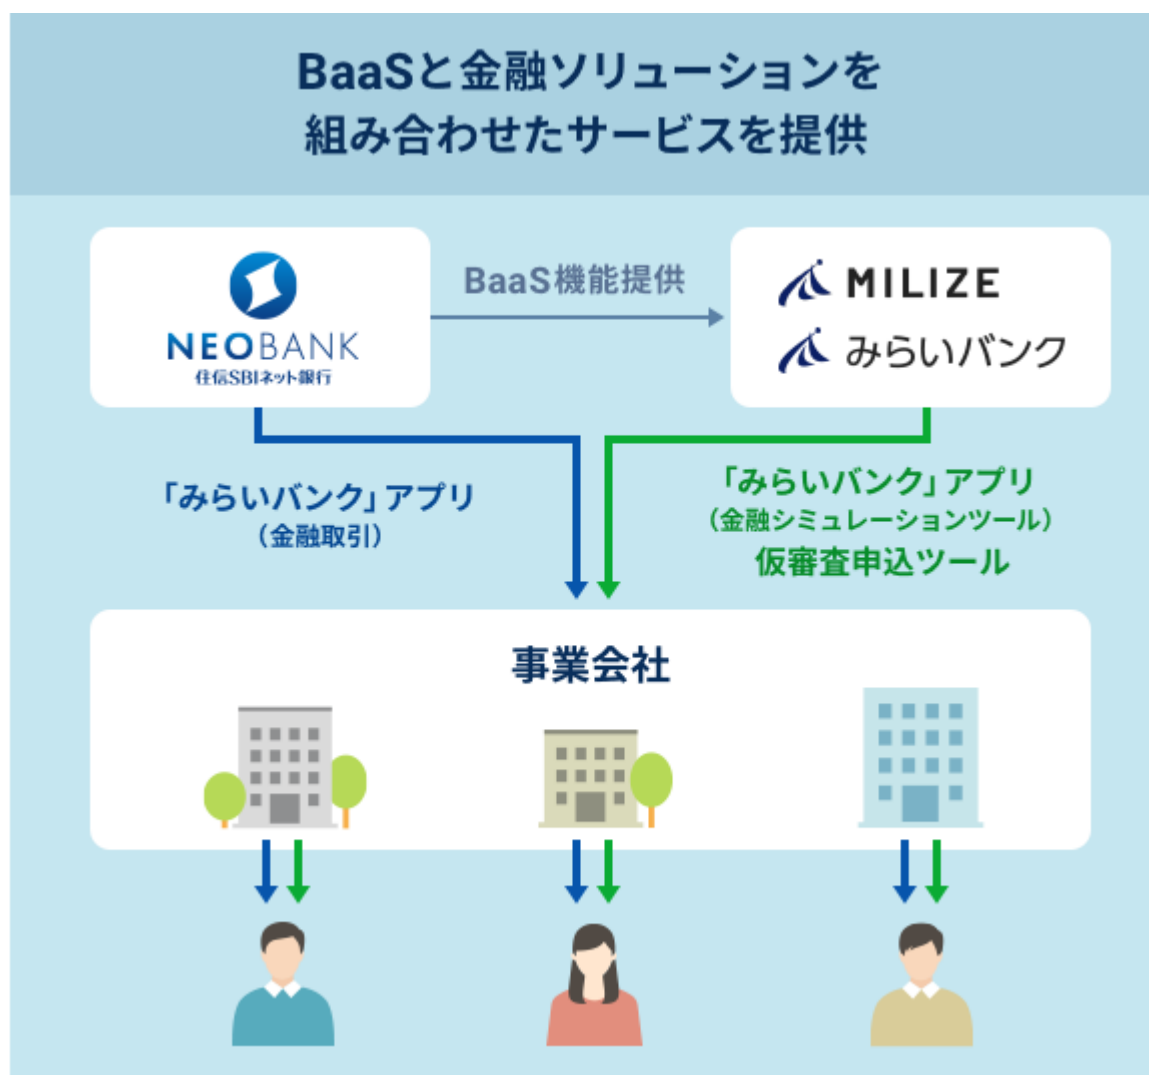 BaaSと金融ソリューションを
組み合わせたサービスを提供
NEOBANK
住信SBIネット銀行
BaaS機能提供
MILIZE
みらいバンク
「みらいバンク」アプリ
（金融取引）
「みらいバンク」アプリ
（金融シミュレーションツール）
仮審査申込ツール
事業会社